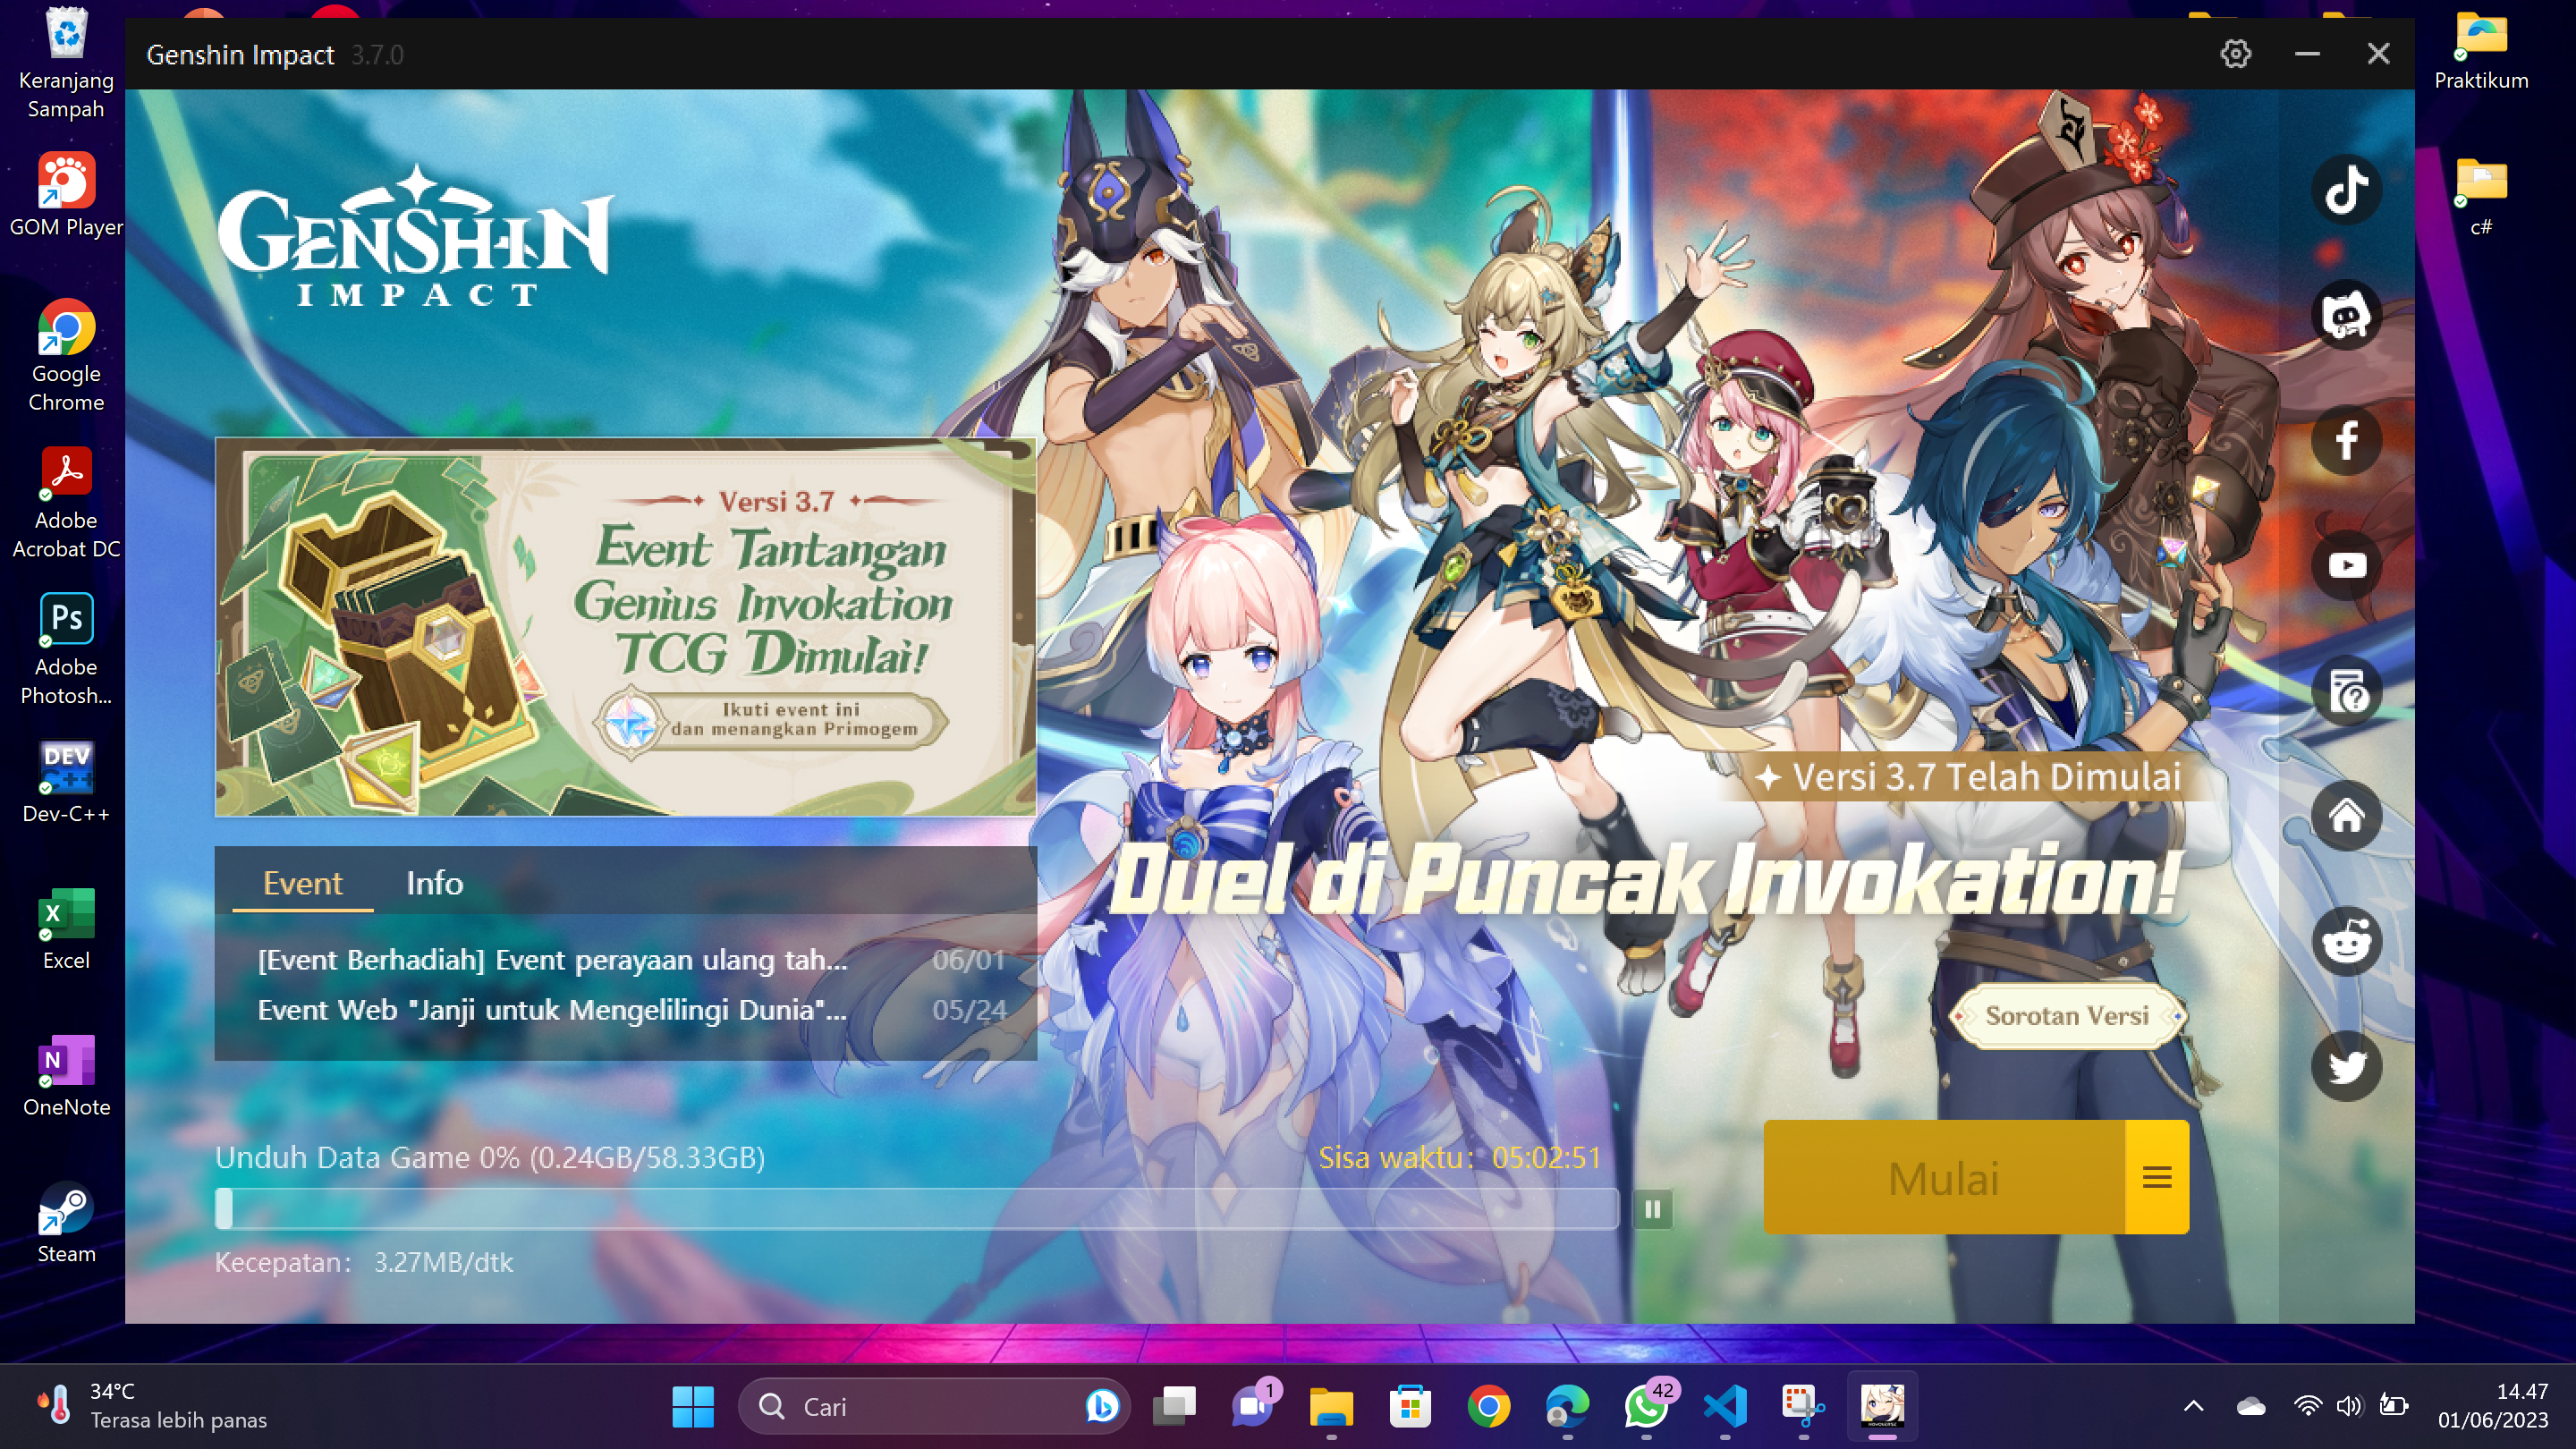 Keranjang
Sampah
GOM Player
Google
Chrome
Adobe
Acrobat DC
Ps
Adobe
Photosh...
DEV
C++
Dev-C++
X
Excel
N
OneNote
Steam
Praktikum
c#
Genshin Impact 3.7.0
GENSHIN
IMPACT
Versi 3.7
Event Tantangan
Genius Invokation
TCG Dimulai!
Ikuti event ini
dan menangkan Primogem
Event Info
[Event Berhadiah] Event perayaan ulang tah... 06/01
Event Web "Janji untuk Mengelilingi Dunia"... 05/24
Versi 3.7 Telah Dimulai
Duel di Puncak Invokation!
Sorotan Versi
Unduh Data Game 0% (0.24GB/58.33GB)
Sisa waktu: 05:02:51
Kecepatan: 3.27MB/dtk
Mulai
34°C
Terasa lebih panas
Cari
1
42
14.47
01/06/2023